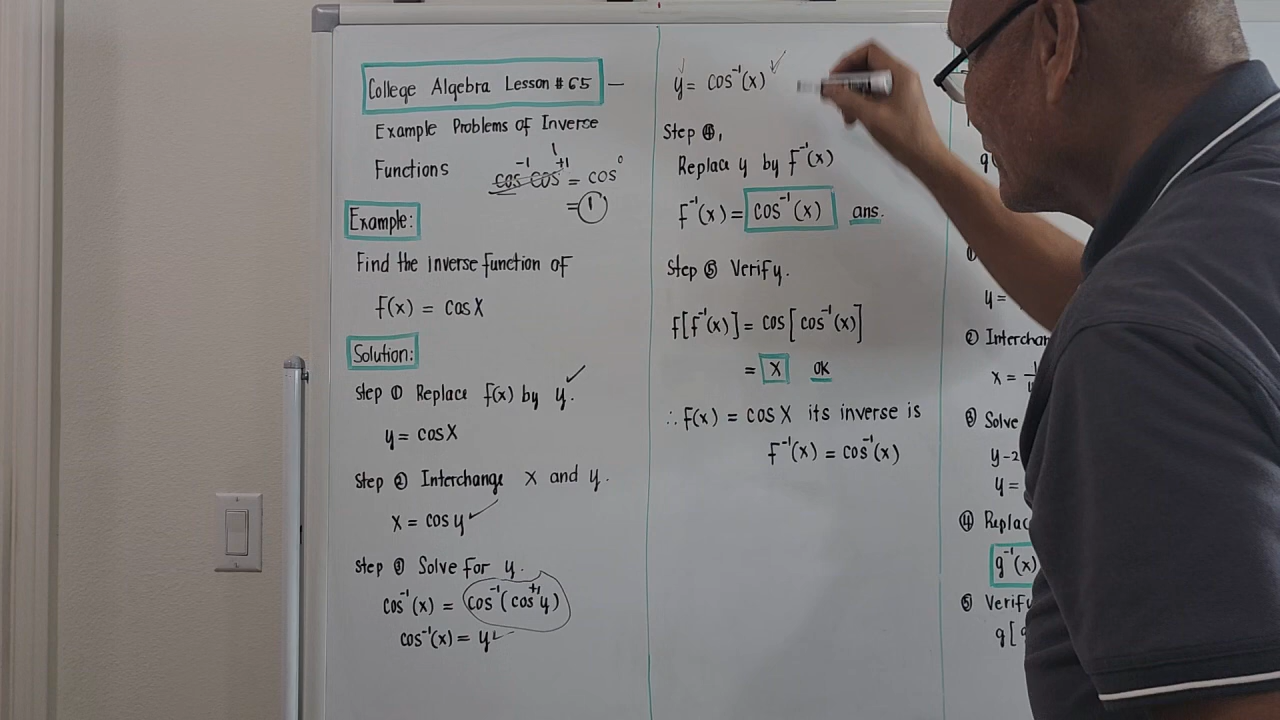 College Algebra Lesson # 65 —
Example Problems of Inverse
Functions
cos⁻¹ cos⁺¹ = cos⁰
= 1
Example:
Find the inverse function of
f(x) = cos X
Solution:
Step ① Replace f(x) by y.
y = cos X
Step ② Interchange X and y.
X = cos y
Step ③ Solve for y.
cos⁻¹(x) = cos⁻¹(cos⁺¹y)
cos⁻¹(x) = y
y = cos⁻¹(x)
Step ④,
Replace y by f⁻¹(x)
f⁻¹(x) = cos⁻¹(x) ans.
Step ⑤ Verify.
f[f⁻¹(x)] = cos[cos⁻¹(x)]
= X OK
∴ f(x) = cos X its inverse is
f⁻¹(x) = cos⁻¹(x)
①
y =
② Interchan
X =
③ Solve
y-2
y =
④ Replac
g⁻¹(x)
⑤ Verify
g[